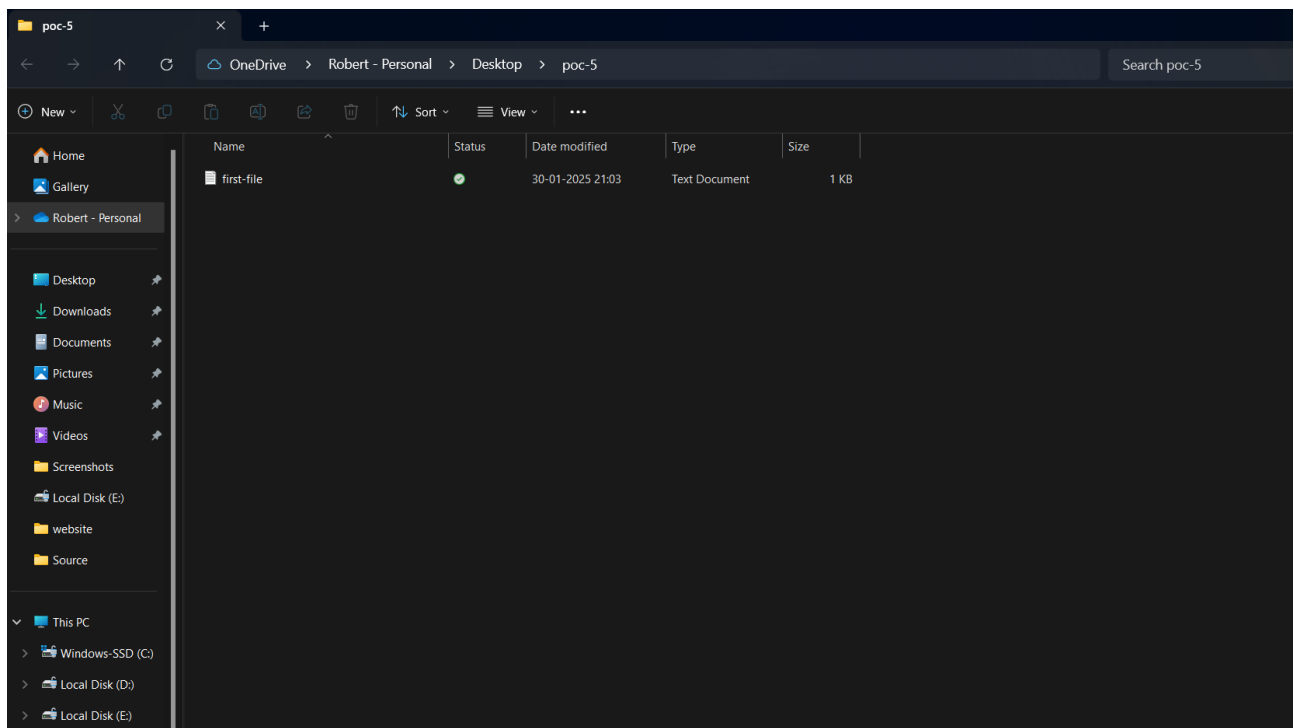 poc-5
OneDrive > Robert - Personal > Desktop > poc-5
Search poc-5
New
Sort
View
Name Status Date modified Type Size
first-file 30-01-2025 21:03 Text Document 1 KB
Home
Gallery
Robert - Personal
Desktop
Downloads
Documents
Pictures
Music
Videos
Screenshots
Local Disk (E:)
website
Source
This PC
Windows-SSD (C:)
Local Disk (D:)
Local Disk (E:)